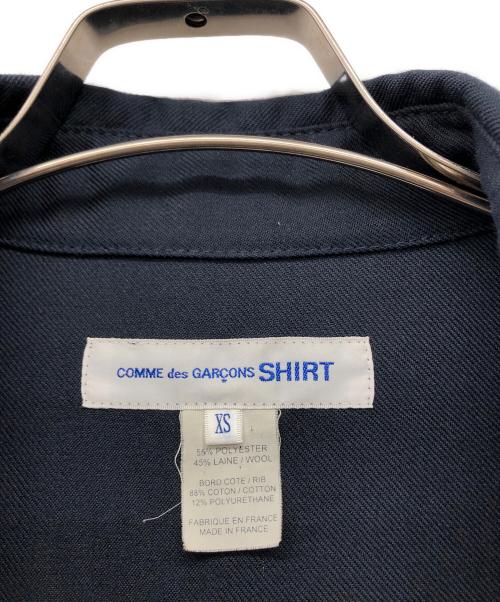 COMME des GARÇONS SHIRT
XS
55% POLYESTER
45% LAINE / WOOL
BORD COTE / RIB
88% COTON / COTTON
12% POLYURETHANE
FABRIQUE EN FRANCE
MADE IN FRANCE